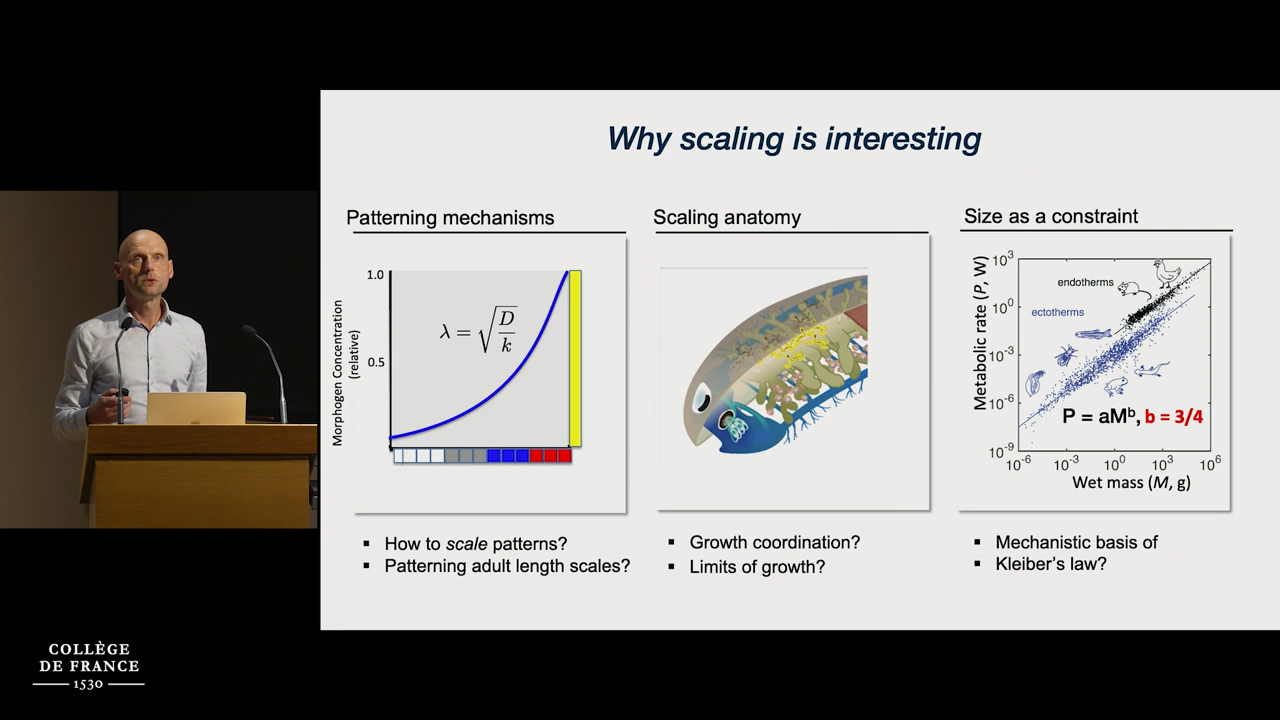 Why scaling is interesting
Patterning mechanisms
Morphogen Concentration
(relative)
1.0
0.5
λ = √D/k
▪ How to scale patterns?
▪ Patterning adult length scales?
Scaling anatomy
▪ Growth coordination?
▪ Limits of growth?
Size as a constraint
Metabolic rate (P, W)
10³
10⁰
10⁻³
10⁻⁶
10⁻⁹
endotherms
ectotherms
P = aMᵇ, b = 3/4
10⁻⁶ 10⁻³ 10⁰ 10³ 10⁶
Wet mass (M, g)
▪ Mechanistic basis of
▪ Kleiber's law?
COLLÈGE
DE FRANCE
1530